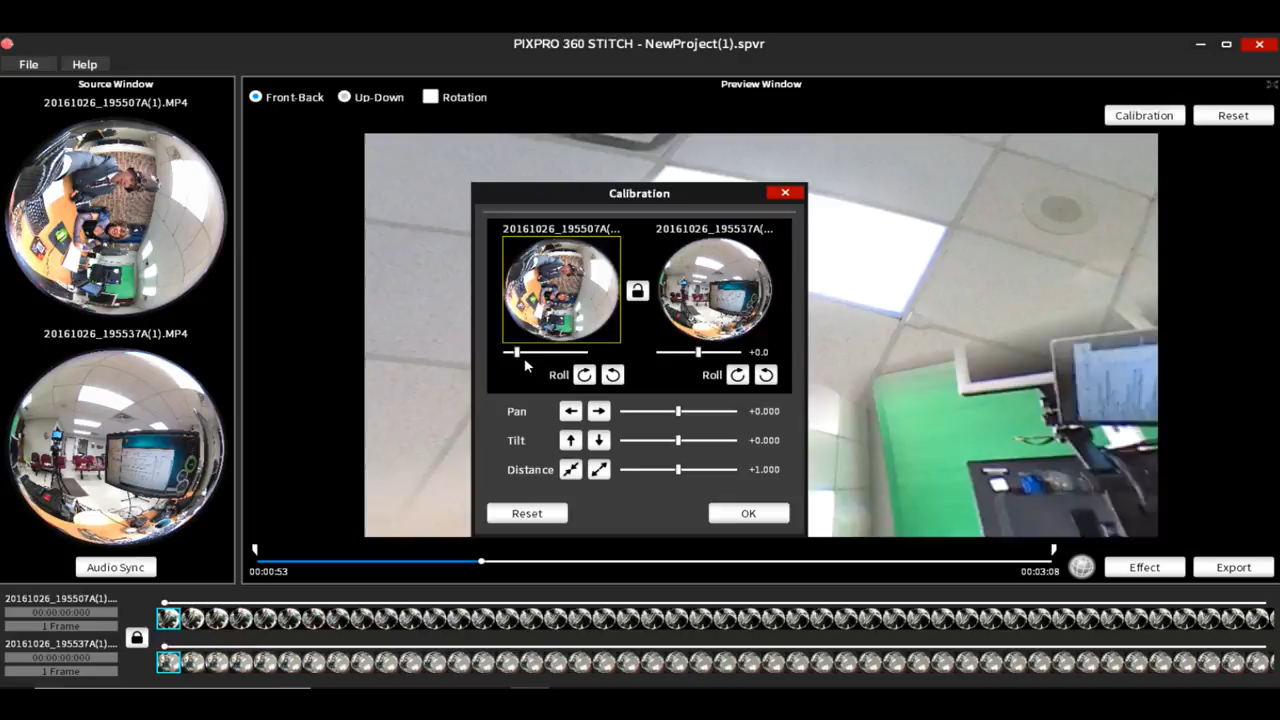 PIXPRO 360 STITCH - NewProject(1).spvr
File Help
Source Window
Preview Window
20161026_195507A(1).MP4
Front-Back Up-Down Rotation
Calibration Reset
Calibration
20161026_195507A(... 20161026_195537A(...
+0.0
Roll Roll
Pan +0.000
Tilt +0.000
Distance +1.000
Reset OK
20161026_195537A(1).MP4
Audio Sync
00:00:53 00:03:08
Effect Export
20161026_195507A(1)....
00:00:00:000
1 Frame
20161026_195537A(1)....
00:00:00:000
1 Frame